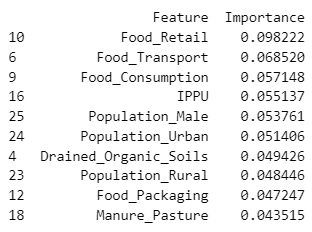 Feature Importance
10 Food_Retail 0.098222
6 Food_Transport 0.068520
9 Food_Consumption 0.057148
16 IPPU 0.055137
25 Population_Male 0.053761
24 Population_Urban 0.051406
4 Drained_Organic_Soils 0.049426
23 Population_Rural 0.048446
12 Food_Packaging 0.047247
18 Manure_Pasture 0.043515